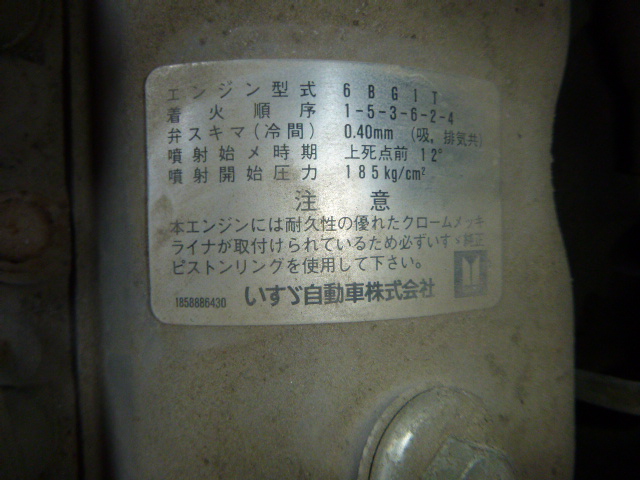 エンジン型式 6BG1T
着火順序 1-5-3-6-2-4
弁スキマ(冷間) 0.40mm (吸,排気共)
噴射始メ時期 上死点前 12°
噴射開始圧力 185kg/cm²
注意
本エンジンには耐久性の優れたクロームメッキ
ライナが取付けられているため必ずいすゞ純正
ピストンリングを使用して下さい。
1858886430 いすゞ自動車株式会社